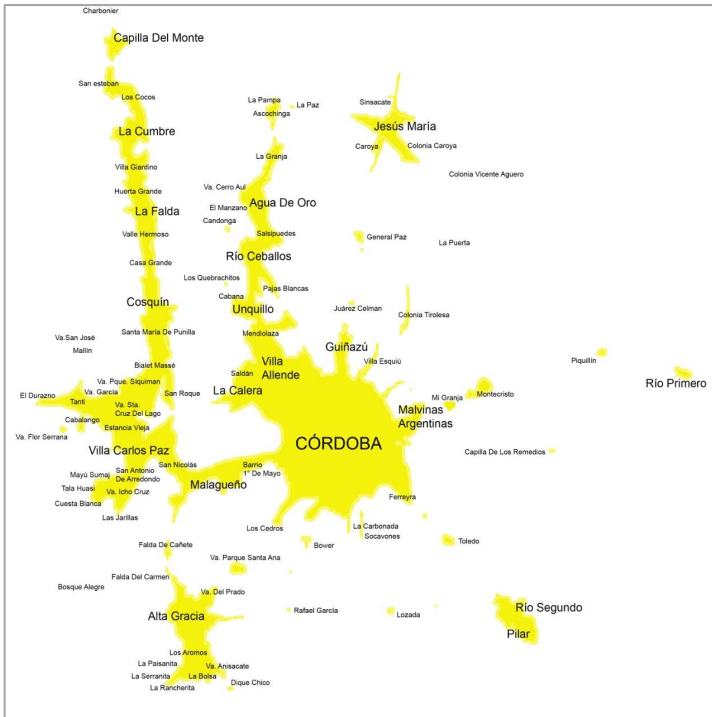 Charbonier
Capilla Del Monte
San esteban
Los Cocos
La Pampa
La Paz
Ascochinga
Sinsacate
La Cumbre
Jesús María
Caroya
Colonia Caroya
La Granja
Villa Giardino
Colonia Vicente Aguero
Huerta Grande
Va. Cerro Aul
La Falda
El Manzano
Agua De Oro
Candonga
Valle Hermoso
Salsipuedes
General Paz
La Puerta
Casa Grande
Río Ceballos
Los Quebrachitos
Pajas Blancas
Cabana
Cosquín
Unquillo
Juárez Celman
Colonia Tirolesa
Santa María De Punilla
Mendiolaza
Va.San José
Guiñazú
Mallín
Villa Esquiú
Piquillín
Bialet Massé
Villa
Allende
Saldán
Río Primero
Va. Pque. Síquiman
Va. García
San Roque
La Calera
El Durazno
Tanti
Va. Sta.
Cruz Del Lago
Montecristo
Mi Granja
Malvinas
Argentinas
Cabalango
Estancia Vieja
Va. Flor Serrana
CÓRDOBA
Villa Carlos Paz
Capilla De Los Remedios
San Nicolás
Barrio
1° De Mayo
San Antonio
De Arredondo
Mayú Sumaj
Malagueño
Tala Huasi
Va. Icho Cruz
Cuesta Blanca
Ferreyra
Las Jarillas
Los Cedros
La Carbonada
Socavones
Falda De Cañete
Bower
Toledo
Va. Parque Santa Ana
Falda Del Carmen
Bosque Alegre
Va. Del Prado
Alta Gracia
Rafael García
Lozada
Río Segundo
Pilar
Los Aromos
La Paisanita
Va. Anisacate
La Serranita
La Bolsa
Dique Chico
La Rancherita